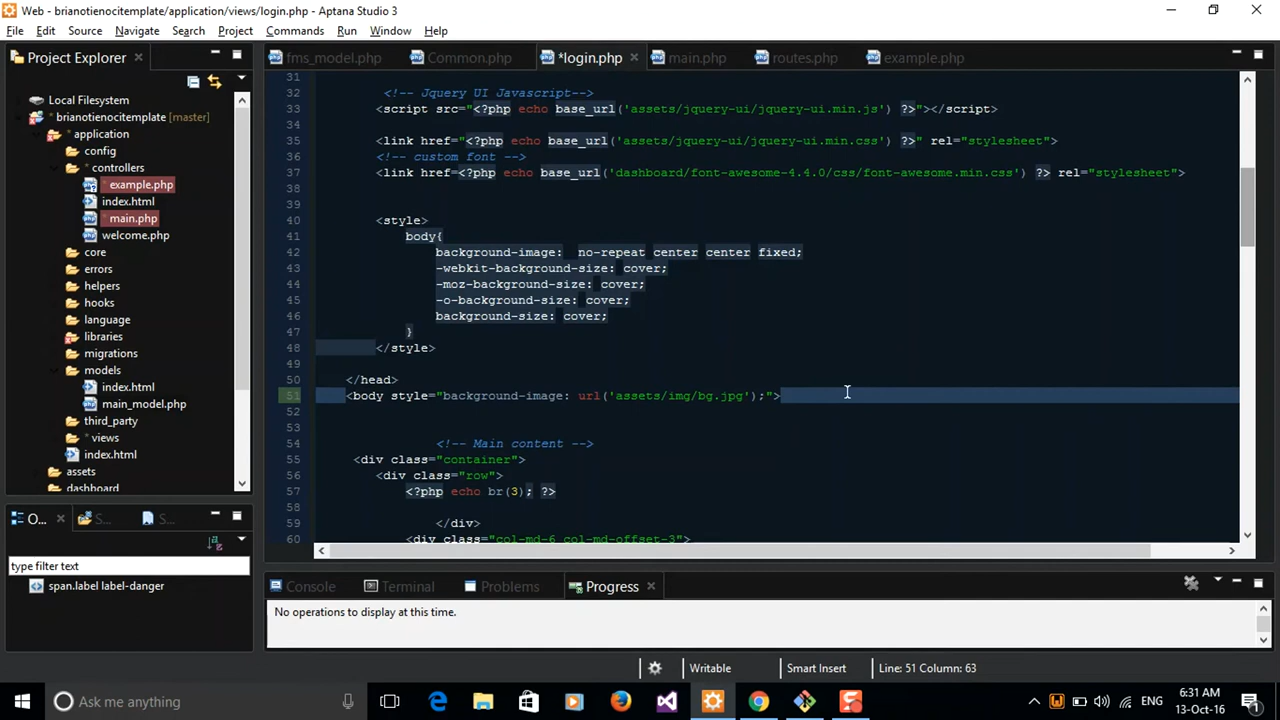 Web - brianotienocitemplate/application/views/login.php - Aptana Studio 3
File Edit Source Navigate Search Project Commands Run Window Help
Project Explorer
fms_model.php Common.php *login.php main.php routes.php example.php
Local Filesystem
* brianotienocitemplate [master]
* application
config
* controllers
* example.php
index.html
* main.php
welcome.php
core
errors
helpers
hooks
language
libraries
migrations
models
index.html
main_model.php
third_party
* views
index.html
assets
dashboard
31
32 <!-- Jquery UI Javascript-->
33 <script src="<?php echo base_url('assets/jquery-ui/jquery-ui.min.js') ?>"></script>
34
35 <link href="<?php echo base_url('assets/jquery-ui/jquery-ui.min.css') ?>" rel="stylesheet">
36 <!-- custom font -->
37 <link href=<?php echo base_url('dashboard/font-awesome-4.4.0/css/font-awesome.min.css') ?> rel="stylesheet">
38
39
40 <style>
41 body{
42 background-image:  no-repeat center center fixed;
43 -webkit-background-size: cover;
44 -moz-background-size: cover;
45 -o-background-size: cover;
46 background-size: cover;
47 }
48 </style>
49
50 </head>
51 <body style="background-image: url('assets/img/bg.jpg');">
52
53
54 <!-- Main content -->
55 <div class="container">
56 <div class="row">
57 <?php echo br(3); ?>
58
59 </div>
60 <div class="col-md-6 col-md-offset-3">
O... S... S...
type filter text
span.label label-danger
Console Terminal Problems Progress
No operations to display at this time.
Writable Smart Insert Line: 51 Column: 63
Ask me anything
ENG
6:31 AM
13-Oct-16